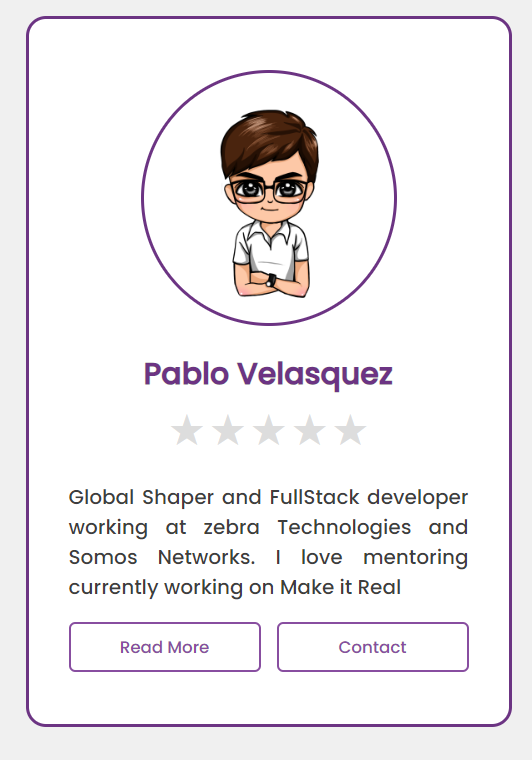 Pablo Velasquez
Global Shaper and FullStack developer
working at zebra Technologies and
Somos Networks. I love mentoring
currently working on Make it Real
Read More
Contact